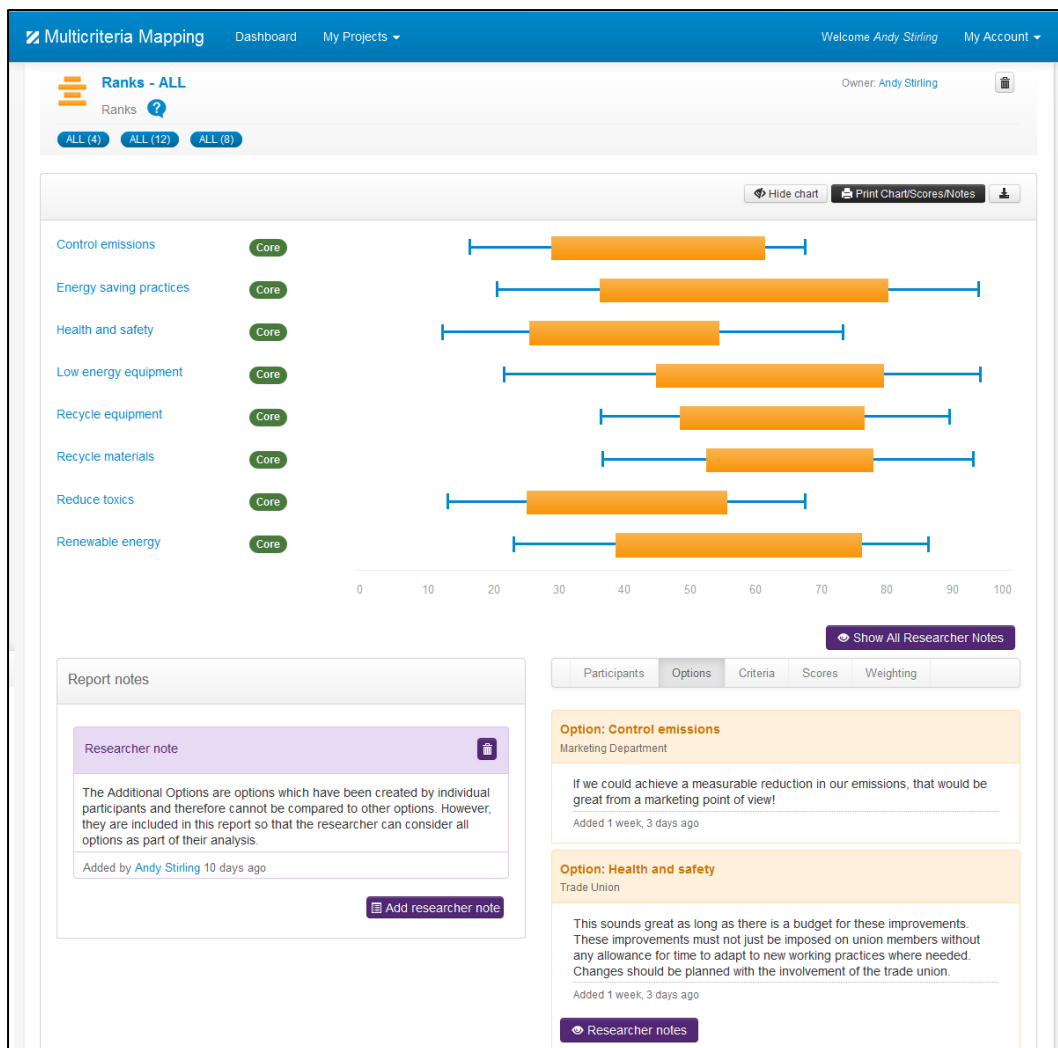 Multicriteria Mapping Dashboard My Projects Welcome Andy Stirling My Account
Ranks - ALL
Owner: Andy Stirling
Ranks ?
ALL (4) ALL (12) ALL (8)
Hide chart Print Chart/Scores/Notes
Control emissions Core
Energy saving practices Core
Health and safety Core
Low energy equipment Core
Recycle equipment Core
Recycle materials Core
Reduce toxics Core
Renewable energy Core
0 10 20 30 40 50 60 70 80 90 100
Show All Researcher Notes
Report notes
Researcher note
The Additional Options are options which have been created by individual
participants and therefore cannot be compared to other options. However,
they are included in this report so that the researcher can consider all
options as part of their analysis.
Added by Andy Stirling 10 days ago
Add researcher note
Participants Options Criteria Scores Weighting
Option: Control emissions
Marketing Department
If we could achieve a measurable reduction in our emissions, that would be
great from a marketing point of view!
Added 1 week, 3 days ago
Option: Health and safety
Trade Union
This sounds great as long as there is a budget for these improvements.
These improvements must not just be imposed on union members without
any allowance for time to adapt to new working practices where needed.
Changes should be planned with the involvement of the trade union.
Added 1 week, 3 days ago
Researcher notes